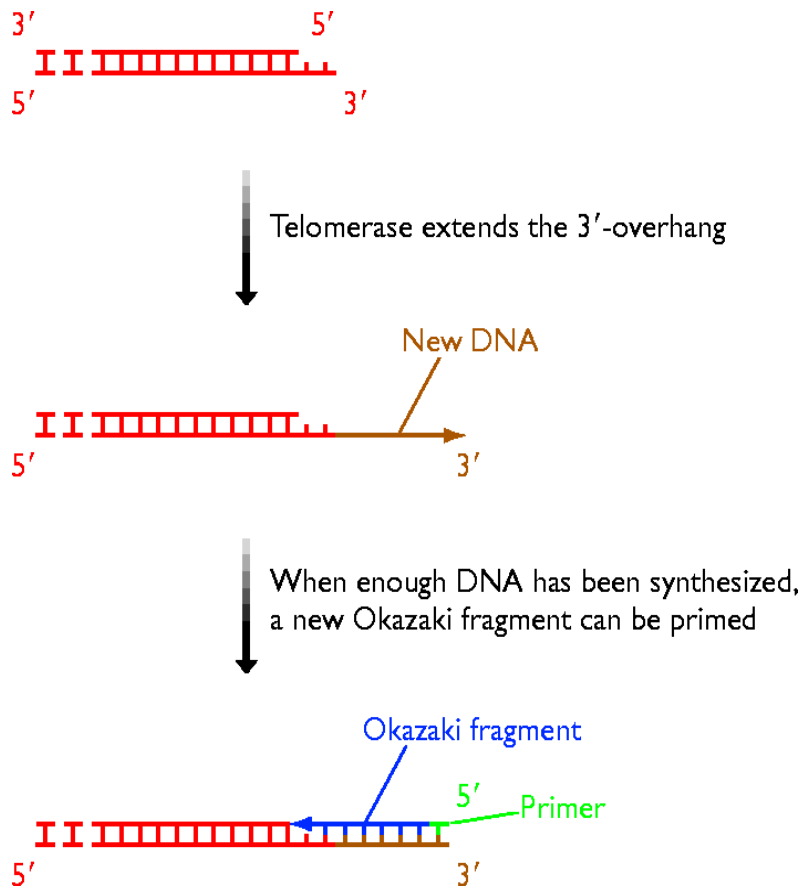 3′ 5′
5′ 3′
Telomerase extends the 3′-overhang
New DNA
5′ 3′
When enough DNA has been synthesized,
a new Okazaki fragment can be primed
Okazaki fragment
5′
Primer
5′ 3′